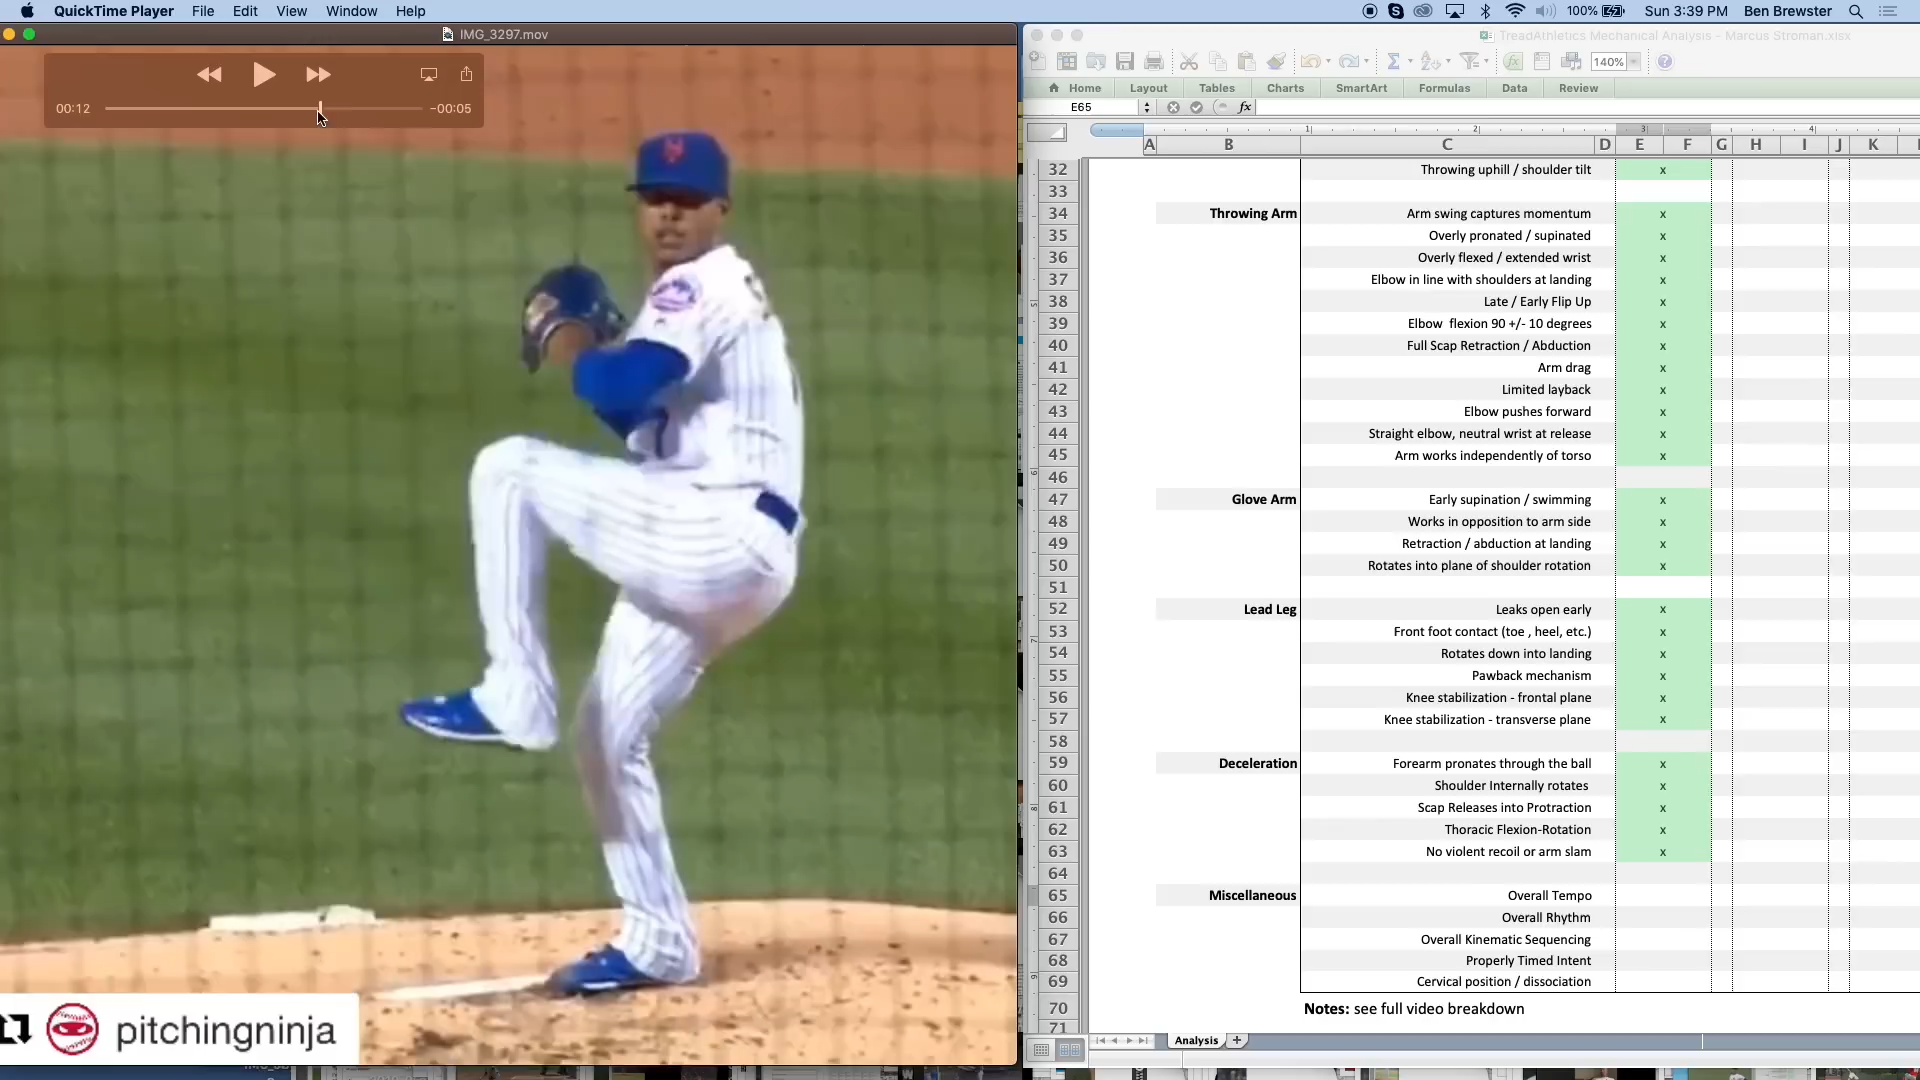 QuickTime Player File Edit View Window Help
100% Sun 3:39 PM Ben Brewster
IMG_3297.mov
00:12 -00:05
pitchingninja
TreadAthletics Mechanical Analysis - Marcus Stroman.xlsx
140%
Home Layout Tables Charts SmartArt Formulas Data Review
E65 fx
A B C D E F G H I J K
32 Throwing uphill / shoulder tilt x
33
34 Throwing Arm Arm swing captures momentum x
35 Overly pronated / supinated x
36 Overly flexed / extended wrist x
37 Elbow in line with shoulders at landing x
38 Late / Early Flip Up x
39 Elbow flexion 90 +/- 10 degrees x
40 Full Scap Retraction / Abduction x
41 Arm drag x
42 Limited layback x
43 Elbow pushes forward x
44 Straight elbow, neutral wrist at release x
45 Arm works independently of torso x
46
47 Glove Arm Early supination / swimming x
48 Works in opposition to arm side x
49 Retraction / abduction at landing x
50 Rotates into plane of shoulder rotation x
51
52 Lead Leg Leaks open early x
53 Front foot contact (toe , heel, etc.) x
54 Rotates down into landing x
55 Pawback mechanism x
56 Knee stabilization - frontal plane x
57 Knee stabilization - transverse plane x
58
59 Deceleration Forearm pronates through the ball x
60 Shoulder Internally rotates x
61 Scap Releases into Protraction x
62 Thoracic Flexion-Rotation x
63 No violent recoil or arm slam x
64
65 Miscellaneous Overall Tempo
66 Overall Rhythm
67 Overall Kinematic Sequencing
68 Properly Timed Intent
69 Cervical position / dissociation
70 Notes: see full video breakdown
71
Analysis